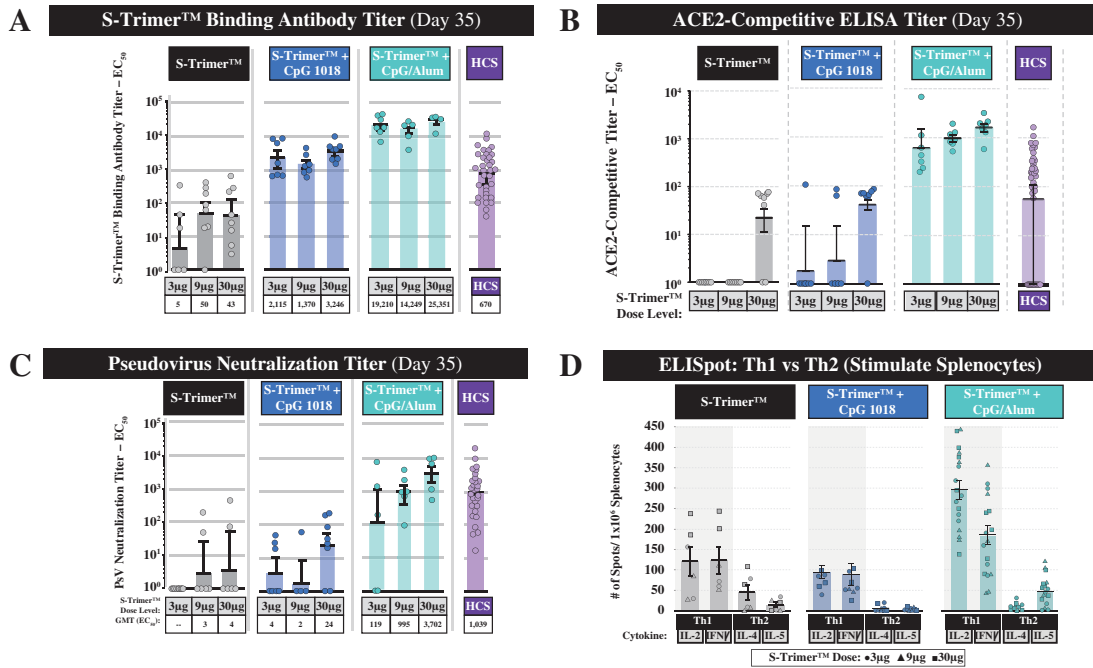 A
S-Trimer™ Binding Antibody Titer (Day 35)
S-Trimer™
S-Trimer™ +
CpG 1018
S-Trimer™ +
CpG/Alum
HCS
S-Trimer™ Binding Antibody Titer – EC50
10⁵
10⁴
10³
10²
10¹
10⁰
3µg 9µg 30µg 3µg 9µg 30µg 3µg 9µg 30µg HCS
5 50 43 2,115 1,370 3,246 19,210 14,249 25,351 670
B
ACE2-Competitive ELISA Titer (Day 35)
S-Trimer™
S-Trimer™ +
CpG 1018
S-Trimer™ +
CpG/Alum
HCS
ACE2-Competitive Titer – EC50
10⁴
10³
10²
10¹
10⁰
S-Trimer™
Dose Level:
3µg 9µg 30µg 3µg 9µg 30µg 3µg 9µg 30µg HCS
C
Pseudovirus Neutralization Titer (Day 35)
S-Trimer™
S-Trimer™ +
CpG 1018
S-Trimer™ +
CpG/Alum
HCS
PsV Neutralization Titer – EC50
10⁵
10⁴
10³
10²
10¹
10⁰
S-Trimer™
Dose Level:
3µg 9µg 30µg 3µg 9µg 30µg 3µg 9µg 30µg HCS
GMT (EC50): -- 3 4 4 2 24 119 995 3,702 1,039
D
ELISpot: Th1 vs Th2 (Stimulate Splenocytes)
S-Trimer™
S-Trimer™ +
CpG 1018
S-Trimer™ +
CpG/Alum
# of Spots/ 1x10⁶ Splenocytes
450
400
350
300
250
200
150
100
50
0
Th1 Th2 Th1 Th2 Th1 Th2
Cytokine: IL-2 IFNγ IL-4 IL-5 IL-2 IFNγ IL-4 IL-5 IL-2 IFNγ IL-4 IL-5
S-Trimer™ Dose: ●3µg ▲9µg ■30µg